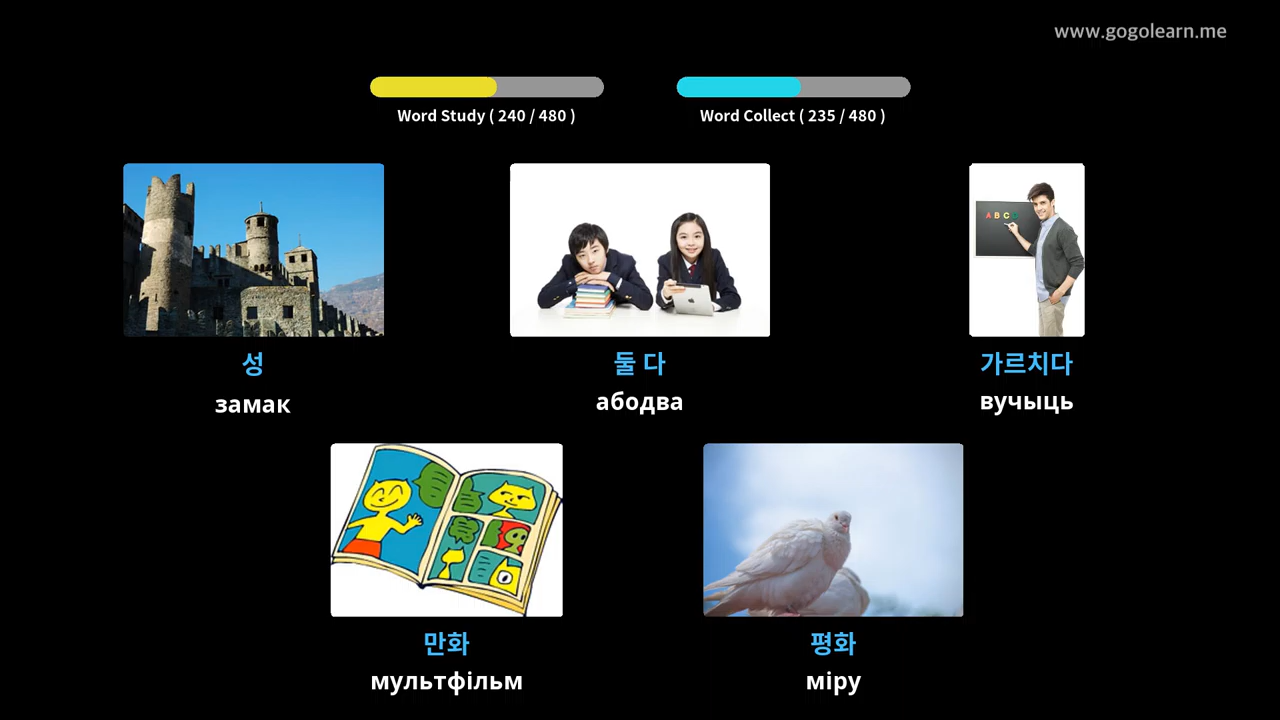 www.gogolearn.me
Word Study ( 240 / 480 )
Word Collect ( 235 / 480 )
A B C D
성
замак
둘 다
абодва
가르치다
вучыць
만화
мультфільм
평화
міру